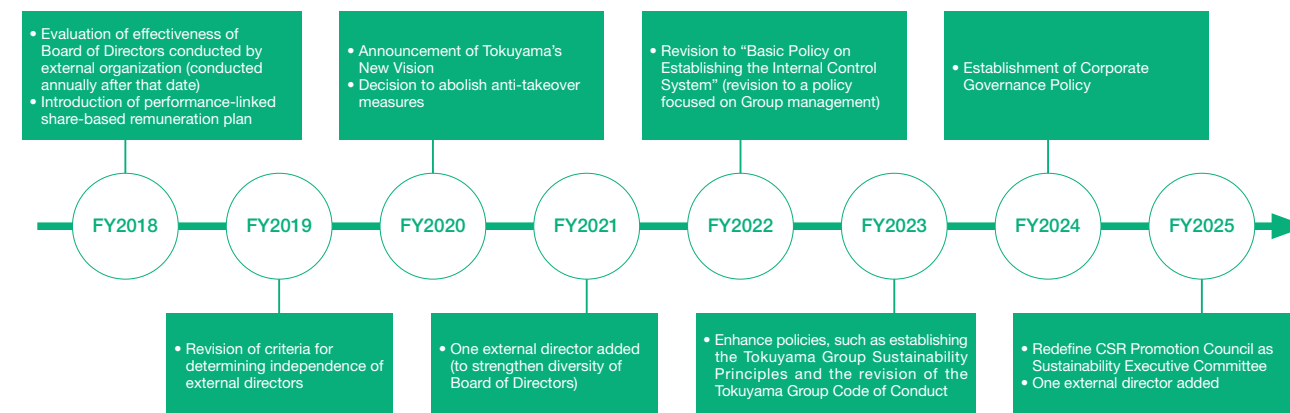 • Evaluation of effectiveness of
Board of Directors conducted by
external organization (conducted
annually after that date)
• Introduction of performance-linked
share-based remuneration plan
• Announcement of Tokuyama's
New Vision
• Decision to abolish anti-takeover
measures
• Revision to “Basic Policy on
Establishing the Internal Control
System” (revision to a policy
focused on Group management)
• Establishment of Corporate
Governance Policy
FY2018
FY2019
FY2020
FY2021
FY2022
FY2023
FY2024
FY2025
• Revision of criteria for
determining independence of
external directors
• One external director added
(to strengthen diversity of
Board of Directors)
• Enhance policies, such as establishing
the Tokuyama Group Sustainability
Principles and the revision of the
Tokuyama Group Code of Conduct
• Redefine CSR Promotion Council as
Sustainability Executive Committee
• One external director added